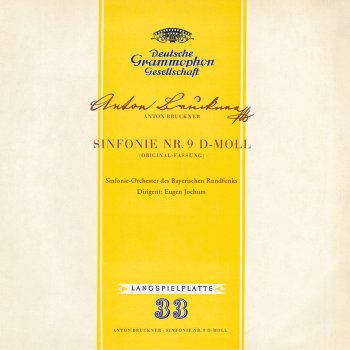 Deutsche
Grammophon
Gesellschaft
Anton Bruckner
ANTON BRUCKNER
SINFONIE NR. 9 D-MOLL
(ORIGINAL-FASSUNG)
Sinfonie-Orchester des Bayerischen Rundfunks
Dirigent: Eugen Jochum
LANGSPIELPLATTE
33
ANTON BRUCKNER · SINFONIE NR. 9 D-MOLL